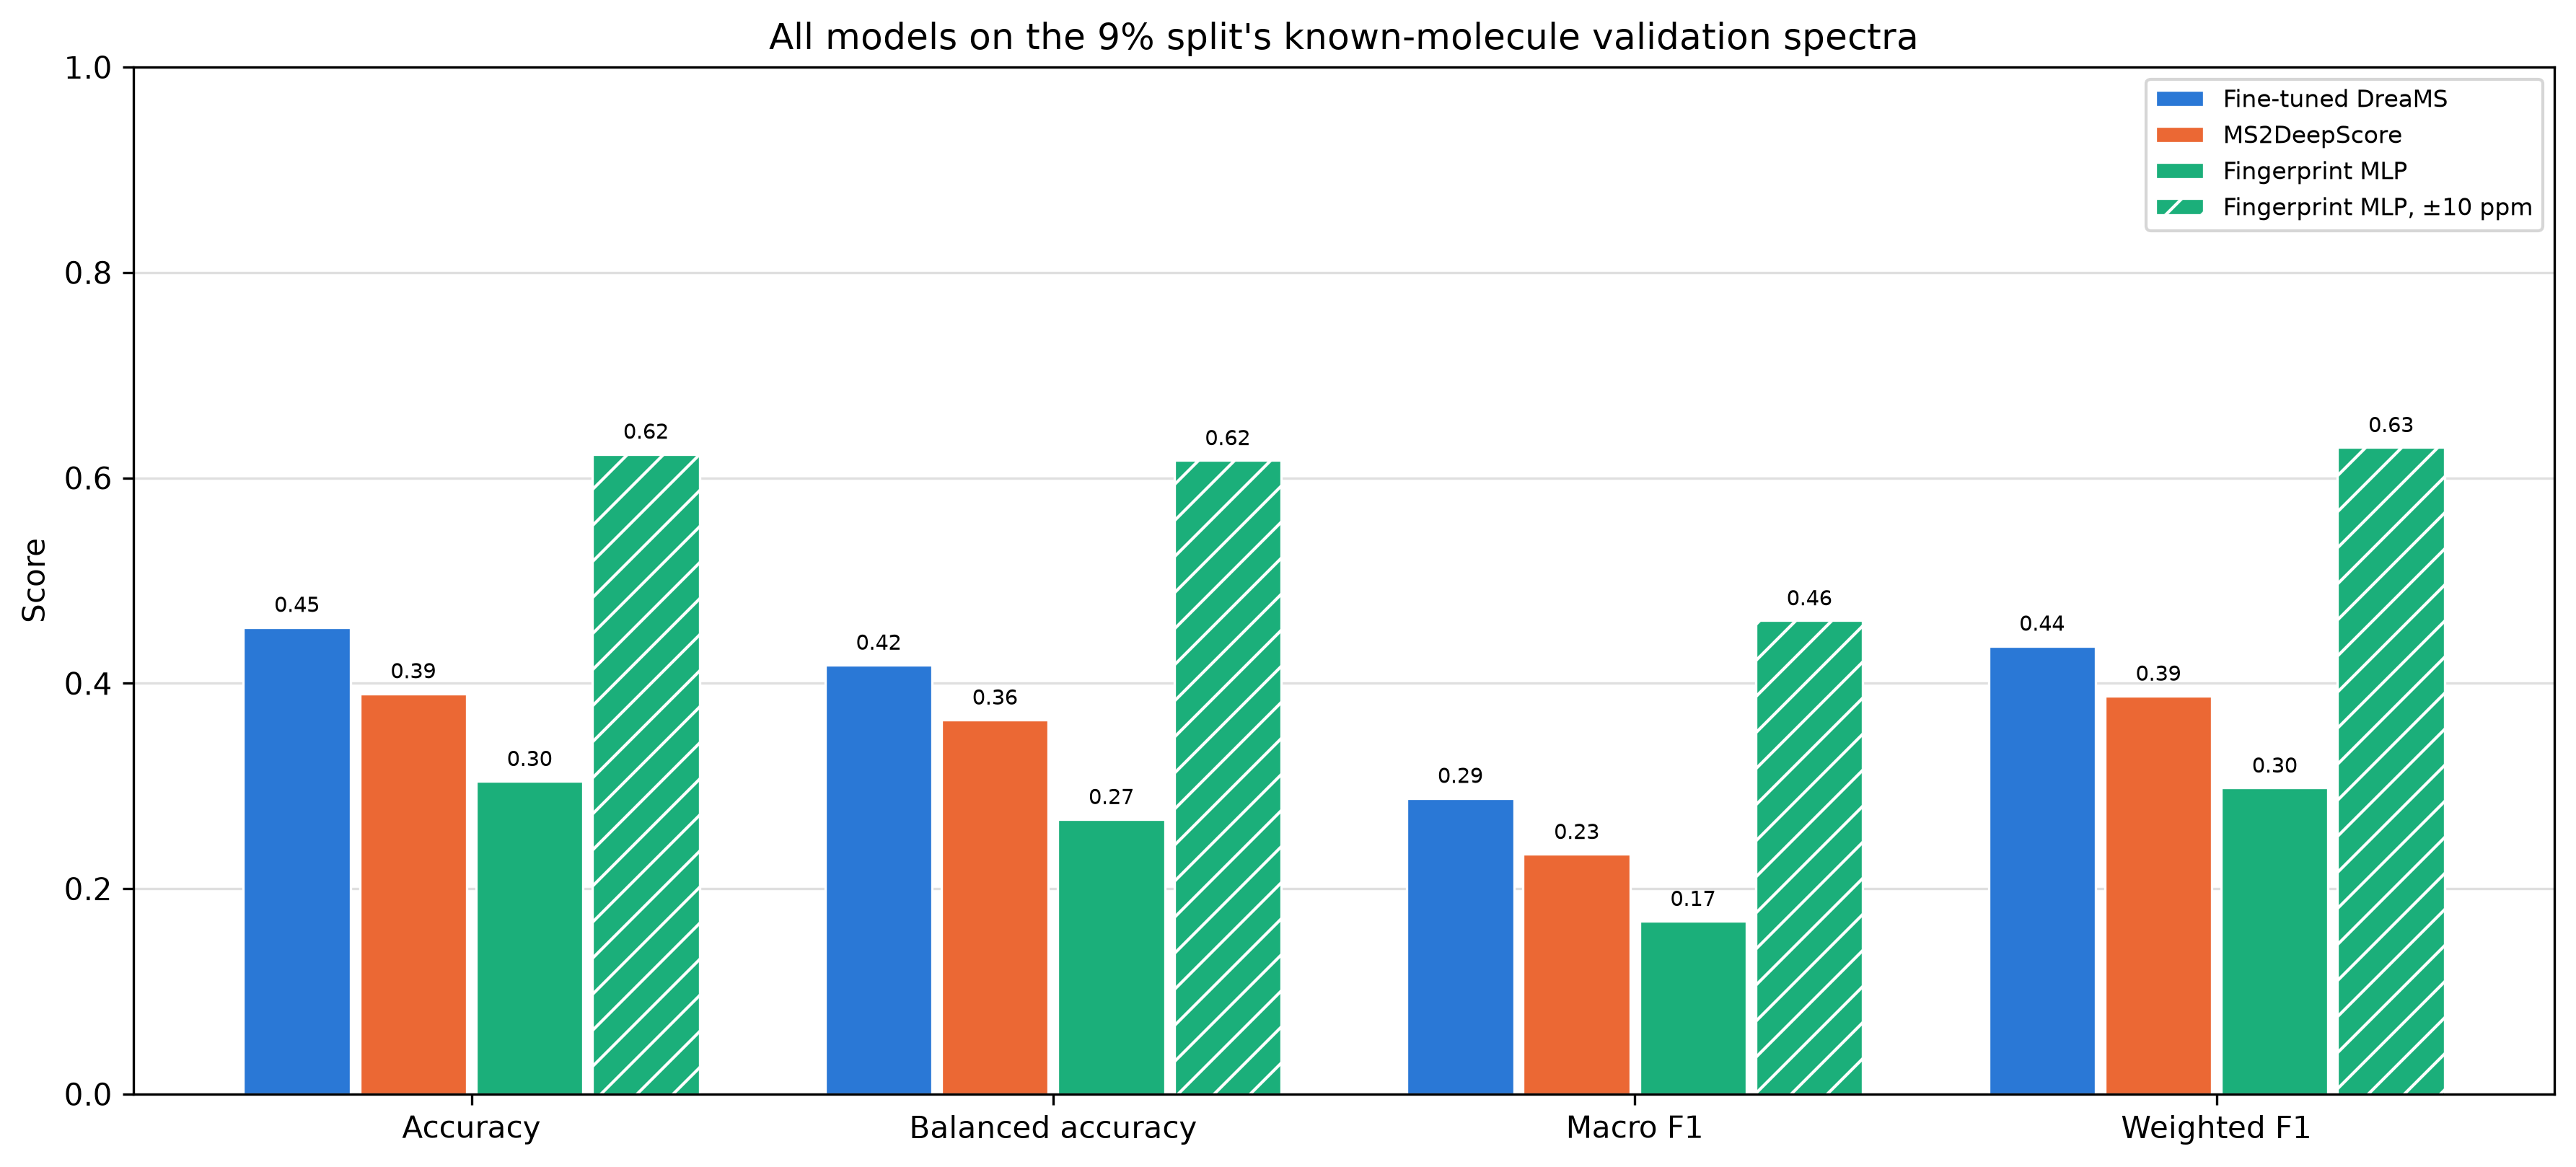 All models on the 9% split's known-molecule validation spectra
Score
1.0
0.8
0.6
0.4
0.2
0.0
Fine-tuned DreaMS
MS2DeepScore
Fingerprint MLP
Fingerprint MLP, ±10 ppm
0.45
0.39
0.30
0.62
0.42
0.36
0.27
0.62
0.29
0.23
0.17
0.46
0.44
0.39
0.30
0.63
Accuracy
Balanced accuracy
Macro F1
Weighted F1